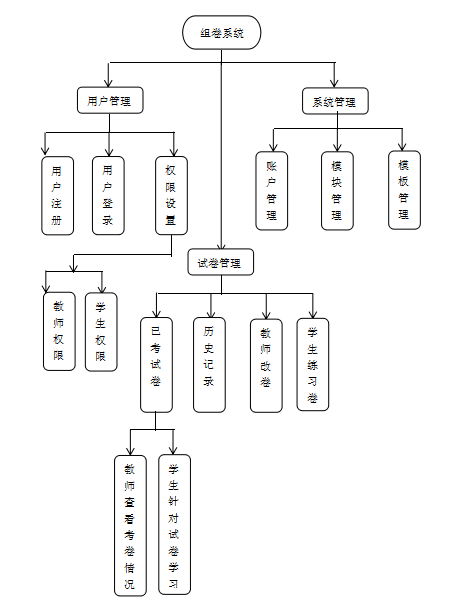 组卷系统
用户管理
系统管理
用户注册
用户登录
权限设置
账户管理
模块管理
模板管理
试卷管理
教师权限
学生权限
已考试卷
历史记录
教师改卷
学生练习卷
教师查看考卷情况
学生针对试卷学习